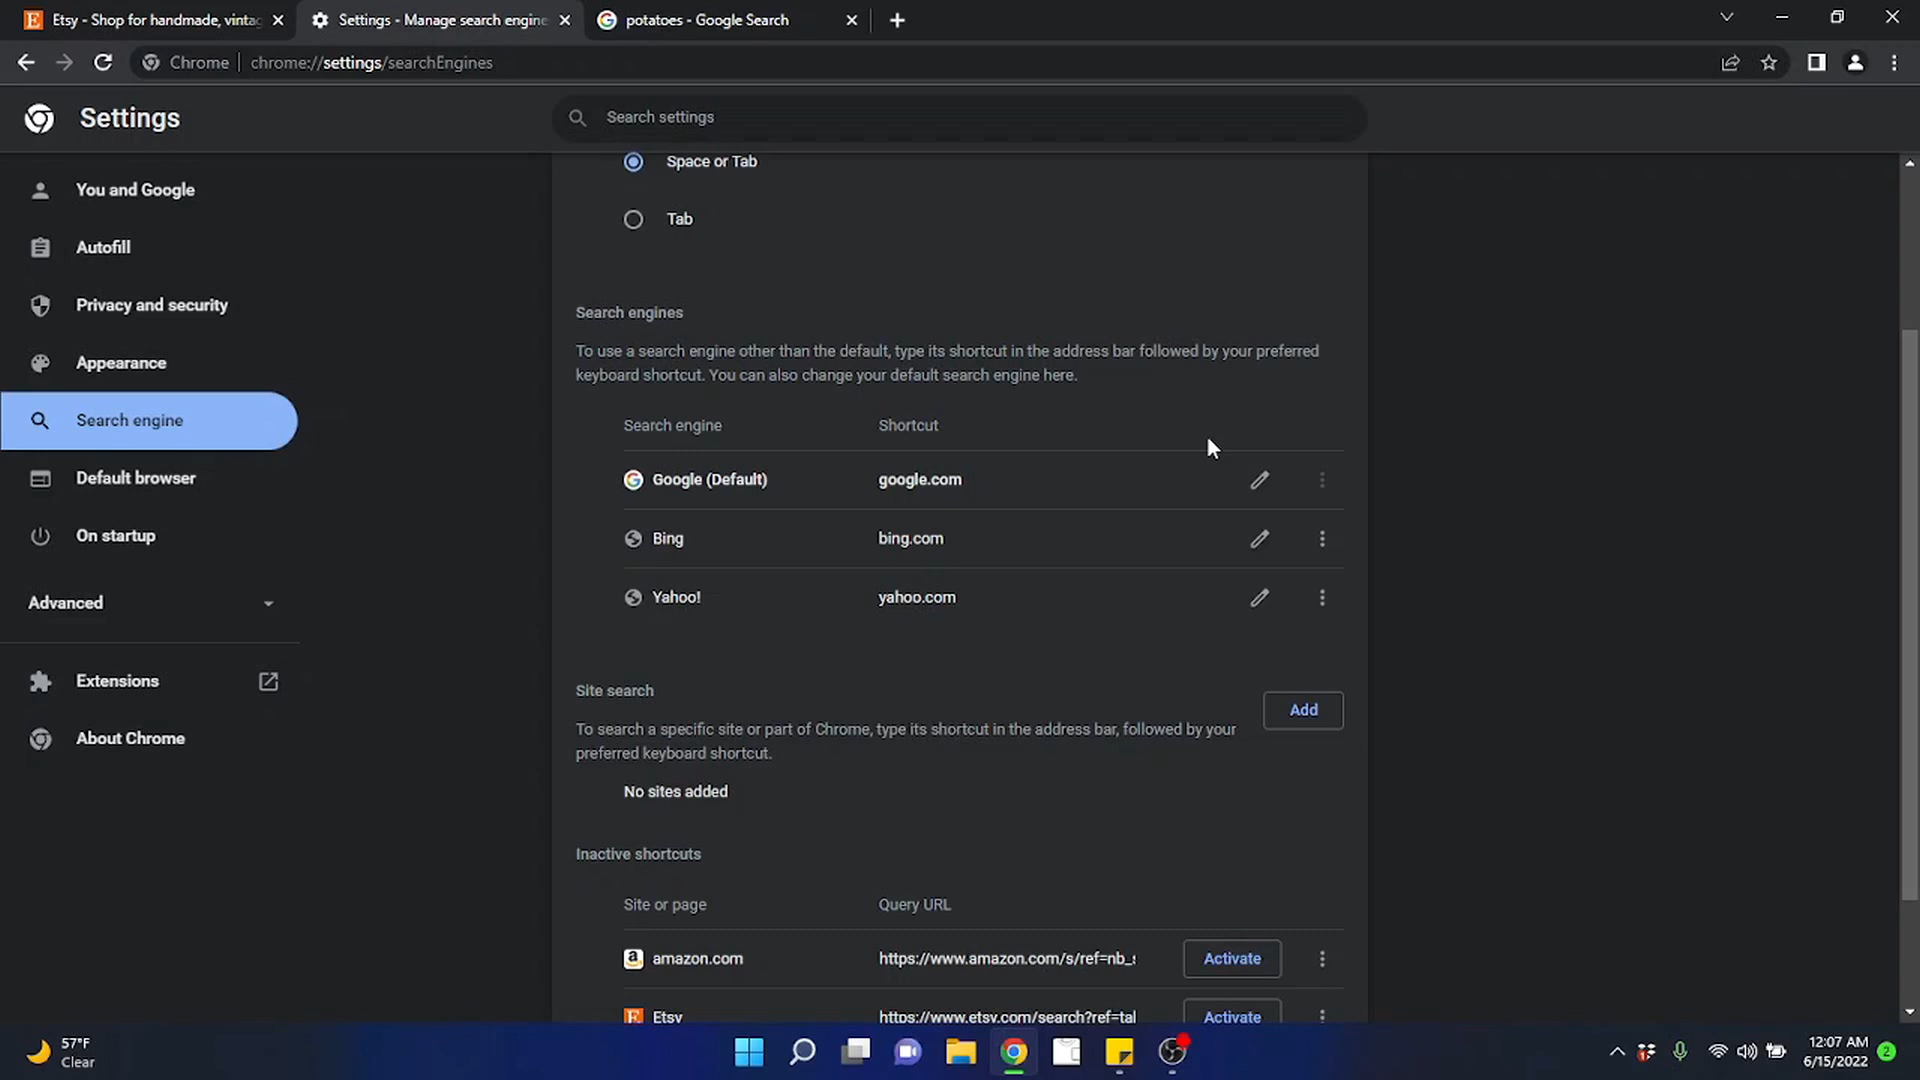 Etsy - Shop for handmade, vinta
Settings - Manage search engine
potatoes - Google Search
Chrome
chrome://settings/searchEngines
Settings
Search settings
You and Google
Autofill
Privacy and security
Appearance
Search engine
Default browser
On startup
Advanced
Extensions
About Chrome
Space or Tab
Tab
Search engines
To use a search engine other than the default, type its shortcut in the address bar followed by your preferred
keyboard shortcut. You can also change your default search engine here.
Search engine Shortcut
Google (Default) google.com
Bing bing.com
Yahoo! yahoo.com
Site search
Add
To search a specific site or part of Chrome, type its shortcut in the address bar, followed by your
preferred keyboard shortcut.
No sites added
Inactive shortcuts
Site or page Query URL
amazon.com https://www.amazon.com/s/ref=nb_s Activate
Etsy https://www.etsy.com/search?ref=tal Activate
57°F
Clear
12:07 AM
6/15/2022
2